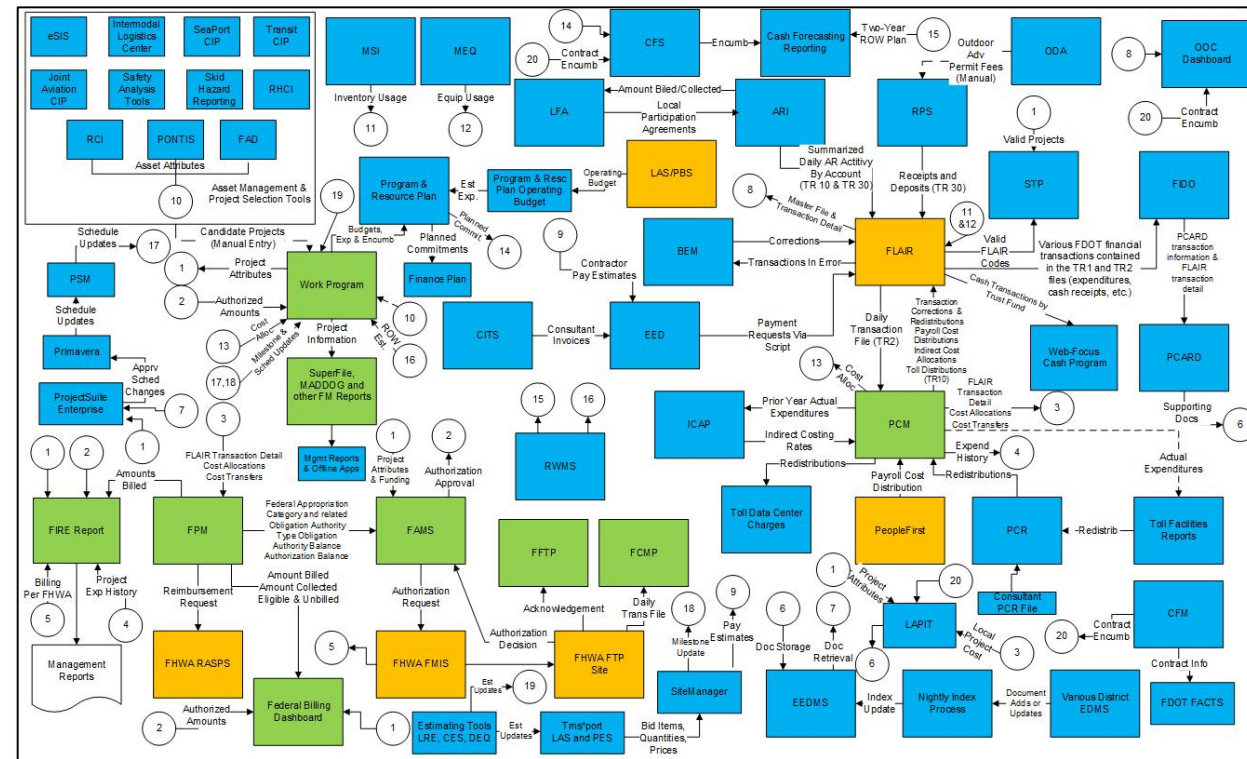 eSIS
Intermodal
Logistics
Center
SeaPort
CIP
Transit
CIP
Joint
Aviation
CIP
Safety
Analysis
Tools
Skid
Hazard
Reporting
RHCI
RCI
PONTIS
FAD
Asset Attributes
10
Asset Management &
Project Selection Tools
19
MSI
Inventory Usage
11
MEQ
Equip Usage
12
14
20
Contract
Encumb
CFS
Encumb
Cash Forecasting
Reporting
Two-Year
ROW Plan
15
Outdoor
Adv
Permit Fees
(Manual)
ODA
8
OOC
Dashboard
20
Contract
Encumb
LFA
Amount Biled/Collected
Local
Participation
Agreements
ARI
RPS
1
Valid Projects
STP
FIDO
Summarized
Daily AR Actitivy
By Account
(TR 10 & TR 30)
Receipts and
Deposits (TR 30)
Program &
Resource Plan
Est
Exp.
Program & Resc
Plan Operating
Budget
Operating
Budget
LAS/PBS
8
Master File &
Transaction Detail
11
&12
FLAIR
Valid
FLAIR
Codes
Various FDOT financial
transactions contained
in the TR1 and TR2
files (expenditures,
cash receipts, etc.)
PCARD
transaction
information &
FLAIR
transaction
detail
Candidate Projects
(Manual Entry)
Budgets,
Exp & Encumb
Planned
Commit.
14
Planned
Commitments
Finance Plan
9
Contractor
Pay Estimates
BEM
Corrections
Transactions In Error
Cash Transactions by
Trust Fund
Web-Focus
Cash Program
PCARD
Supporting
Docs
6
Schedule
Updates
17
PSM
Schedule
Updates
Primavera
Apprv
Sched
Changes
ProjectSuite
Enterprise
7
1
1
Project
Attributes
2
Authorized
Amounts
13
Cost
Alloc
17,18
Milestone &
Sched Updates
Work Program
10
ROW
Est.
16
Project
Information
SuperFile,
MADDOG and
other FM Reports
Mgmt Reports
& Offline Apps
CITS
Consultant
Invoices
EED
Payment
Requests Via
Script
Daily
Transaction
File (TR2)
Transaction
Corrections &
Redistributions
Payroll Cost
Distributions
Indirect Cost
Allocations
Toll Distributions
(TR10)
13
Cost
Alloc
15
16
RWMS
ICAP
Prior Year Actual
Expenditures
Indirect Costing
Rates
PCM
FLAIR
Transaction
Detail
Cost Allocations
Cost Transfers
3
Expend
History
4
Actual
Expenditures
Redistributions
Toll Data Center
Charges
Payroll Cost
Distribution
PeopleFirst
Redistributions
PCR
Redistrib
Toll Facilities
Reports
Consultant
PCR File
1
2
Amounts
Billed
3
FLAIR Transaction Detail
Cost Allocations
Cost Transfers
1
Project
Attributes
& Funding
2
Authorization
Approval
FIRE Report
FPM
Federal Appropriation
Category and related
Obligation Authority
Type Obligation
Authority Balance
Authorization Balance
FAMS
FFTP
FCMP
Billing
Per FHWA
5
Project
Exp History
4
Management
Reports
Reimbursement
Request
FHWA RASPS
Amount Billed
Amount Collected
Eligible & Unbilled
Authorization
Request
Authorization
Decision
Acknowledgement
Daily
Trans File
5
FHWA FMIS
FHWA FTP
Site
2
Authorized
Amounts
Federal Billing
Dashboard
1
Est
Updates
19
Estimating Tools
LRE, CES, DEQ
Est
Updates
Trns*port
LAS and PES
Bid Items,
Quantities,
Prices
18
Milestone
Update
9
Pay
Estimates
SiteManager
6
Doc Storage
7
Doc
Retrieval
EEDMS
1
Project
Attributes
20
LAPIT
6
Local
Project
Cost
3
Index
Update
Nightly Index
Process
Document
Adds or
Updates
Various District
EDMS
20
Contract
Encumb
CFM
Contract Info
FDOT FACTS